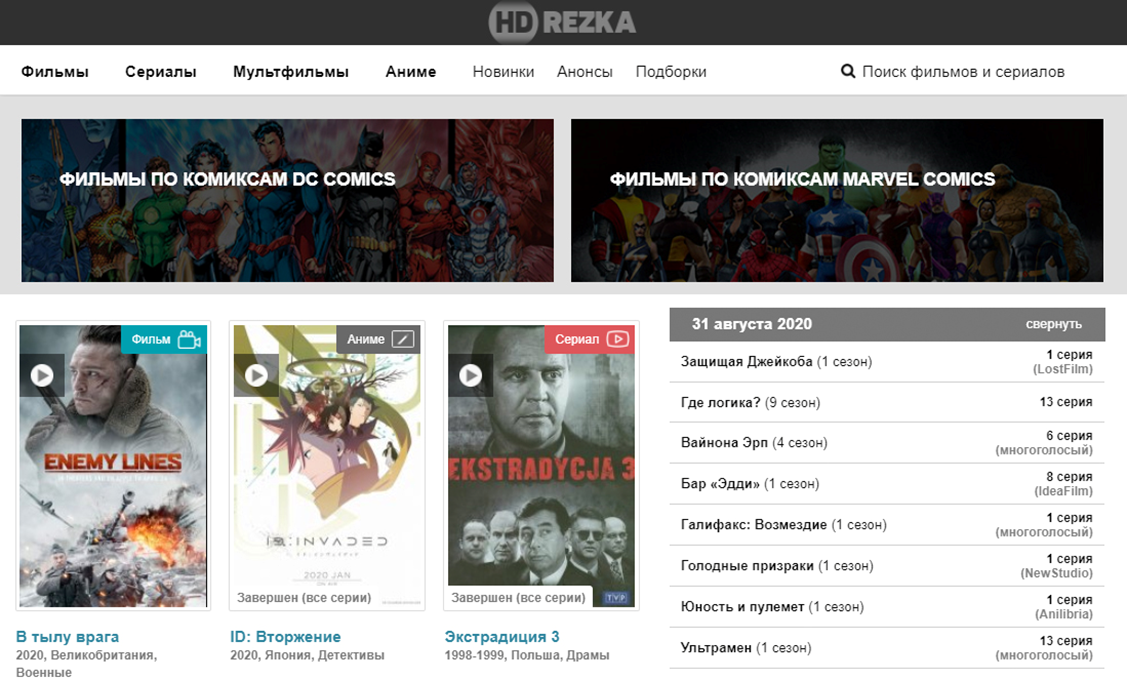 HD REZKA
Фильмы Сериалы Мультфильмы Аниме Новинки Анонсы Подборки Поиск фильмов и сериалов
ФИЛЬМЫ ПО КОМИКСАМ DC COMICS
ФИЛЬМЫ ПО КОМИКСАМ MARVEL COMICS
Фильм
ENEMY LINES
В тылу врага
2020, Великобритания,
Военные
Аниме
ID:INVADED
2020 JAN
Завершен (все серии)
ID: Вторжение
2020, Япония, Детективы
Сериал
EKSTRADYCJA 3
Завершен (все серии)
TVP
Экстрадиция 3
1998-1999, Польша, Драмы
31 августа 2020 свернуть
Защищая Джейкоба (1 сезон) 1 серия
(LostFilm)
Где логика? (9 сезон) 13 серия
Вайнона Эрп (4 сезон) 6 серия
(многоголосый)
Бар «Эдди» (1 сезон) 8 серия
(IdeaFilm)
Галифакс: Возмездие (1 сезон) 1 серия
(многоголосый)
Голодные призраки (1 сезон) 1 серия
(NewStudio)
Юность и пулемет (1 сезон) 1 серия
(Anilibria)
Ультрамен (1 сезон) 13 серия
(многоголосый)